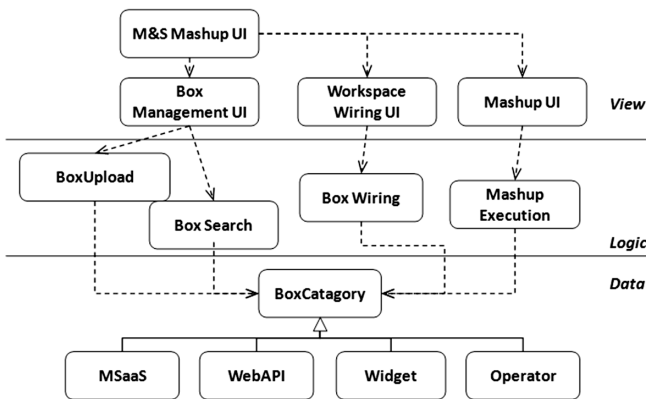 M&S Mashup UI
Box
Management UI
Workspace
Wiring UI
Mashup UI
View
BoxUpload
Box Search
Box Wiring
Mashup
Execution
Logic
Data
BoxCatagory
MSaaS
WebAPI
Widget
Operator